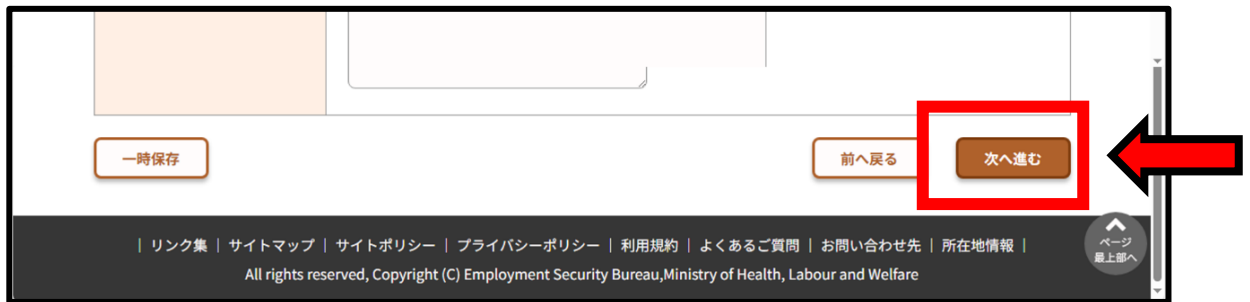 一時保存
前へ戻る
次へ進む
| リンク集 | サイトマップ | サイトポリシー | プライバシーポリシー | 利用規約 | よくあるご質問 | お問い合わせ先 | 所在地情報 |
All rights reserved, Copyright (C) Employment Security Bureau,Ministry of Health, Labour and Welfare
ページ
最上部へ